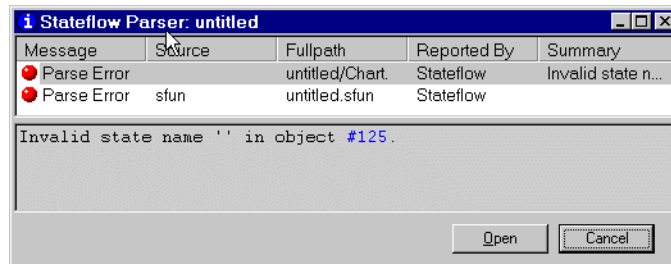 Stateflow Parser: untitled
Message Source Fullpath Reported By Summary
Parse Error untitled/Chart. Stateflow Invalid state n...
Parse Error sfun untitled.sfun Stateflow
Invalid state name '' in object #125.
Open Cancel